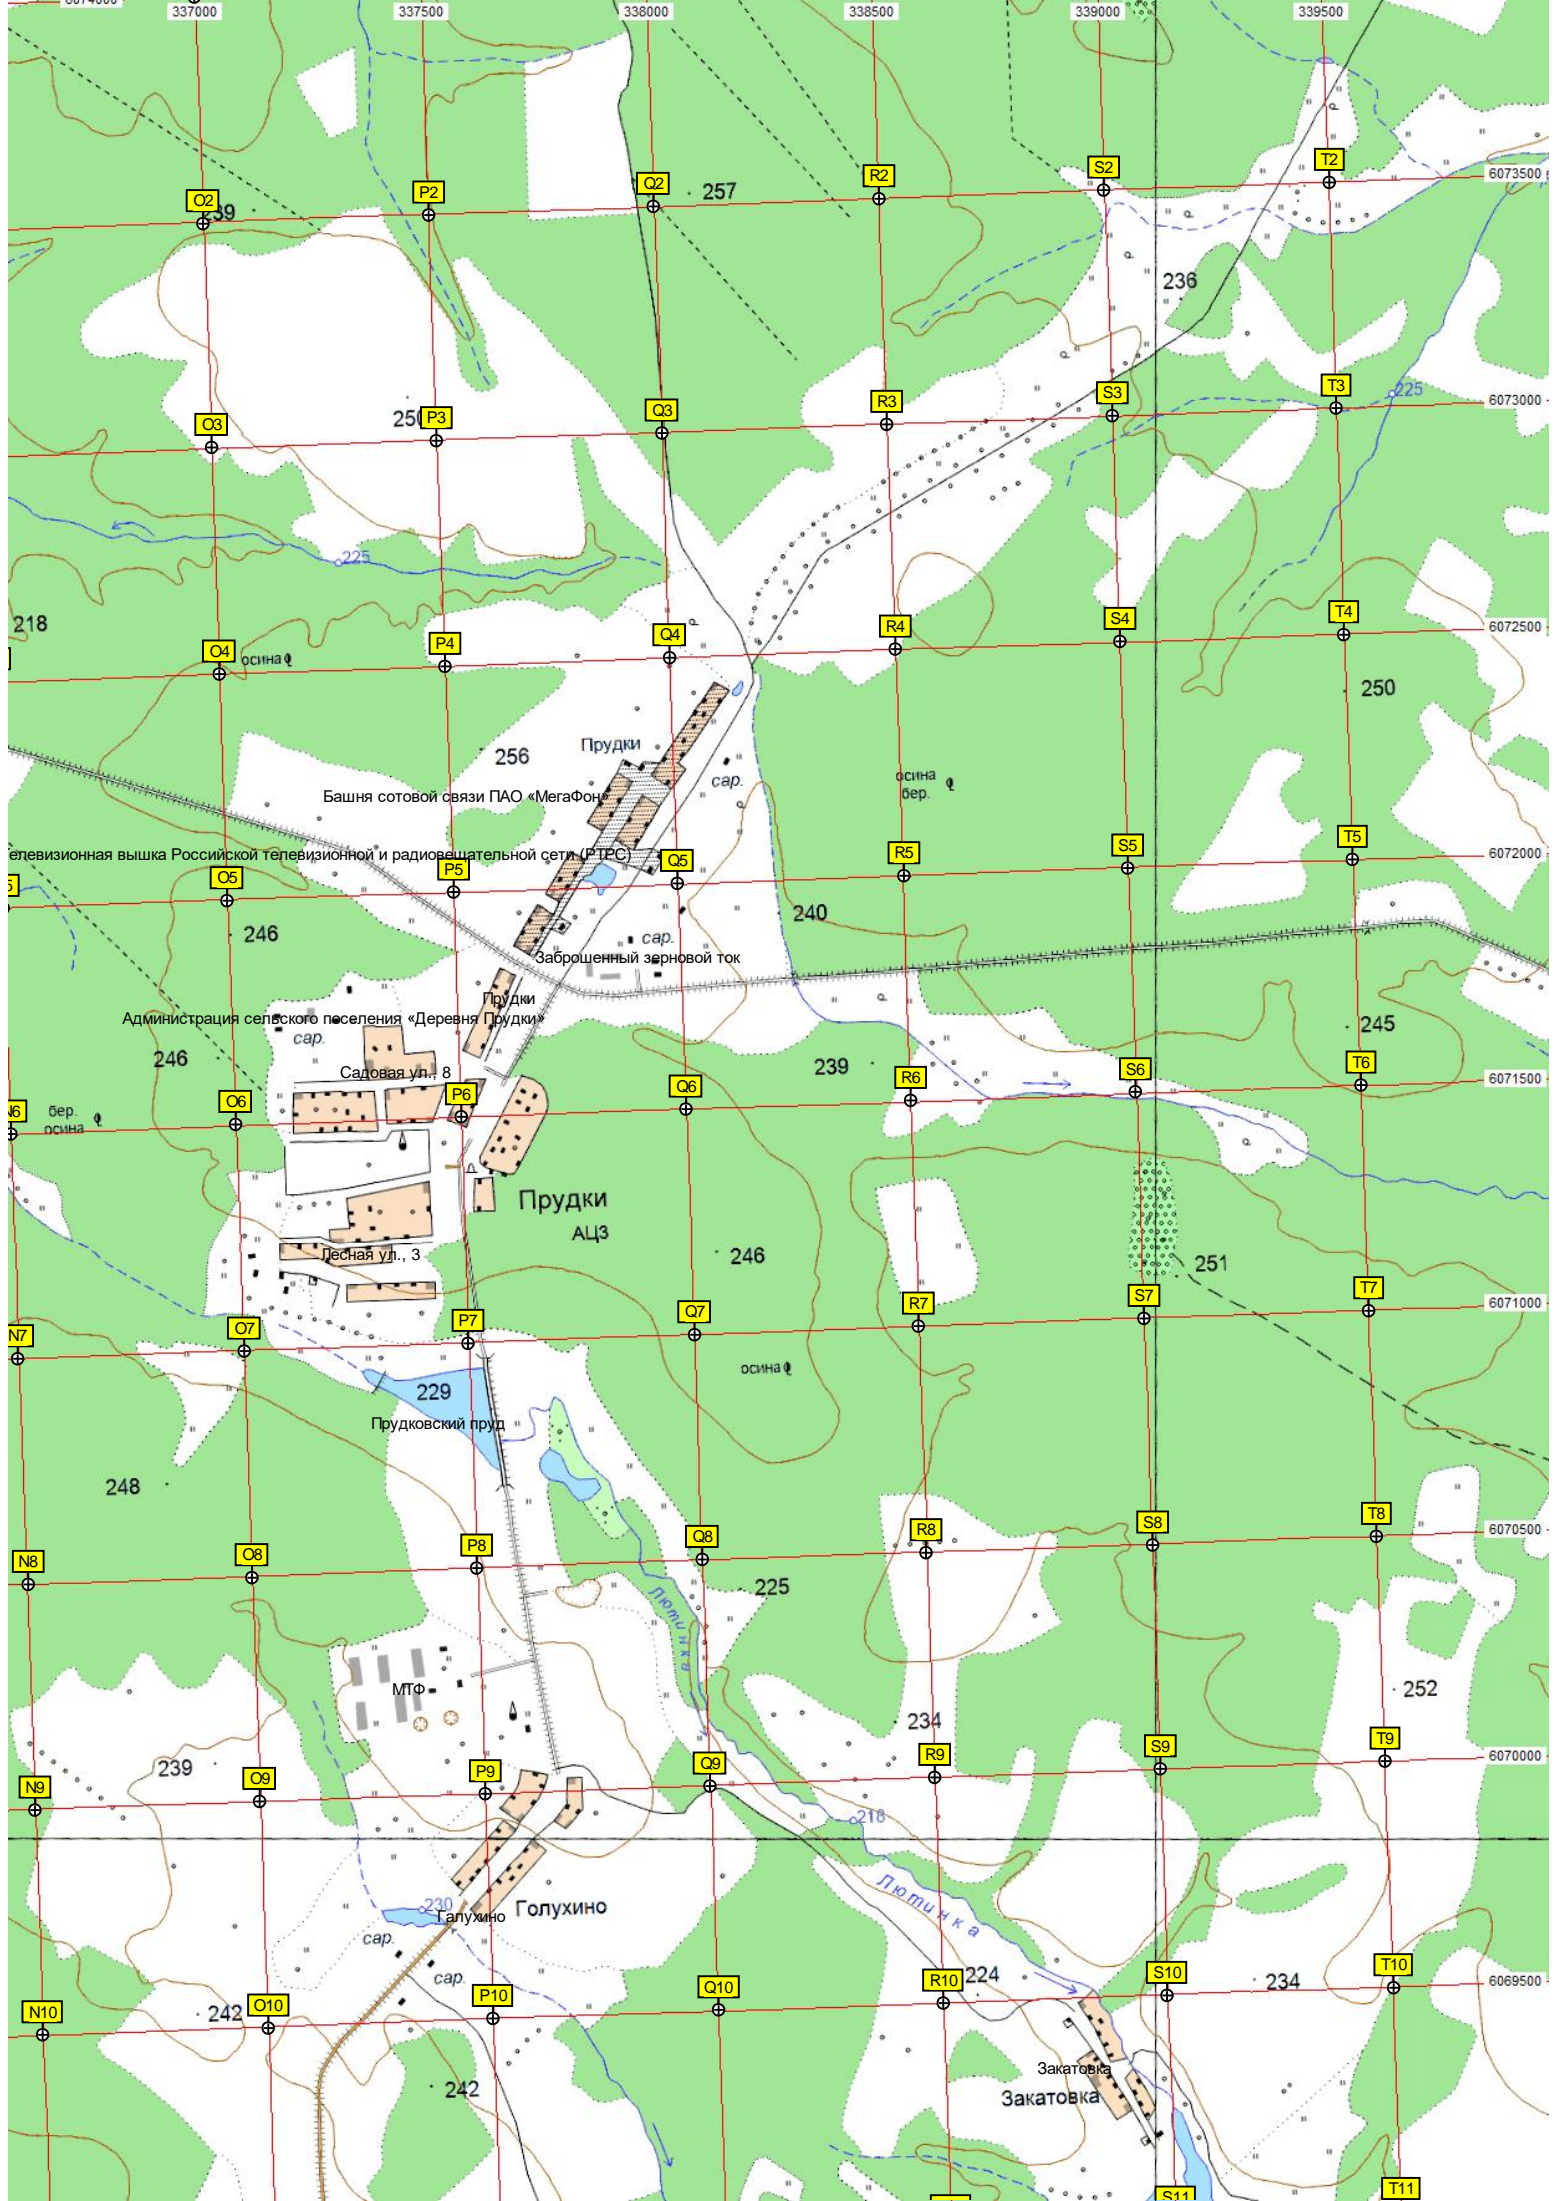 6074000
337000 337500 338000 338500 339000 339500
O2 P2 Q2 R2 S2 T2
239 257 6073500
236
O3 P3 Q3 R3 S3 T3
250 225 6073000
225
218
O4 P4 Q4 R4 S4 T4
осина 6072500
250
256 Прудки
сар.
осина
бер.
Башня сотовой связи ПАО «МегаФон»
елевизионная вышка Российской телевизионной и радиовещательной сети (РТРС)
5 O5 P5 Q5 R5 S5 T5
6072000
246 240
сар.
Заброшенный зерновой ток
Прудки
Администрация сельского поселения «Деревня Прудки»
сар.
246 239 245
Садовая ул., 8
N6 O6 P6 Q6 R6 S6 T6
бер.
осина
6071500
Прудки
АЦЗ
Лесная ул., 3
246 251
N7 O7 P7 Q7 R7 S7 T7
6071000
осина
229
Прудковский пруд
248
N8 O8 P8 Q8 R8 S8 T8
6070500
Лютинка
225
МТФ
252
234
239
N9 O9 P9 Q9 R9 S9 T9
6070000
218
Лютинка
230
Голухино
Галухино
сар.
сар.
224 234
N10 O10 P10 Q10 R10 S10 T10
242 6069500
242
Закатовка
Закатовка
S11 T11